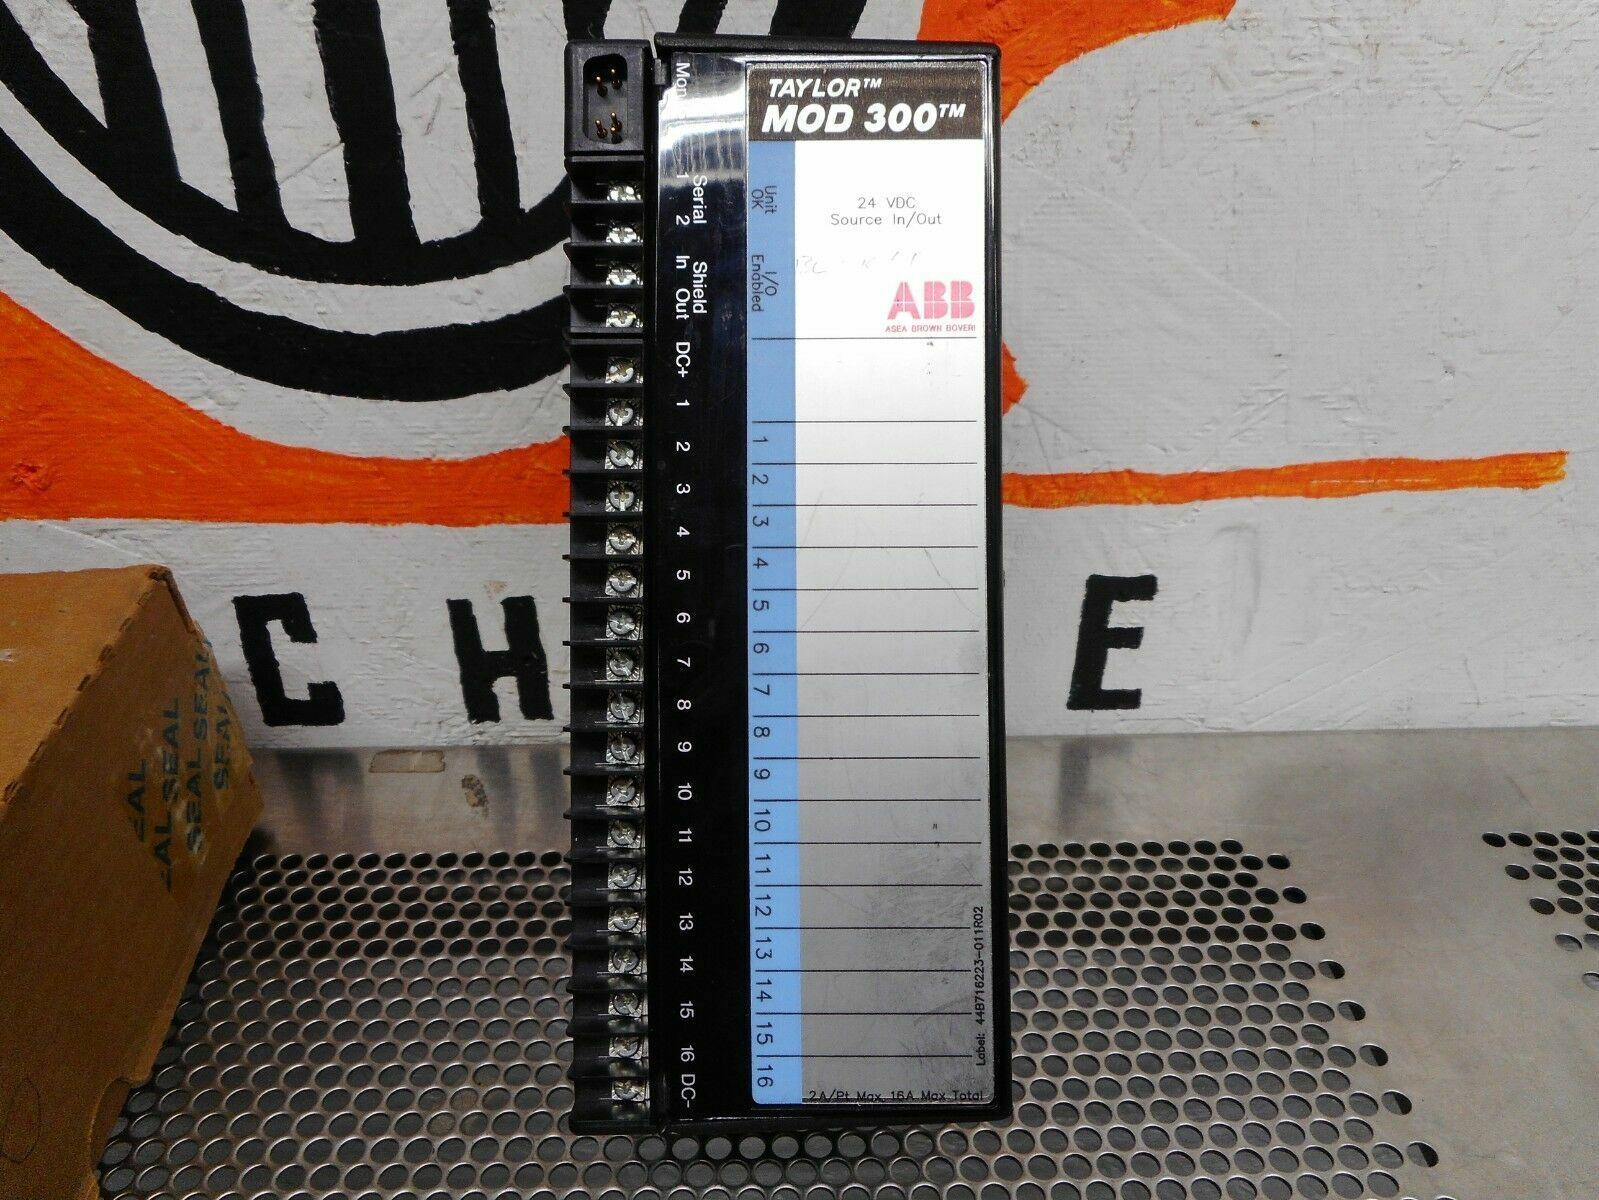 TAYLOR™
MOD 300™
24 VDC
Source In/Out
ABB
ASEA BROWN BOVERI
Unit
OK
I/O
Enabled
1
2
3
4
5
6
7
8
9
10
11
12
13
14
15
16
2A/Pt Max, 16A Max Total
Label: 44B716223-011R02
Mon
Serial
1 2
Shield
In Out
DC+
1
2
3
4
5
6
7
8
9
10
11
12
13
14
15
16
DC-
C H E
SEAL
SEAL
SEAL